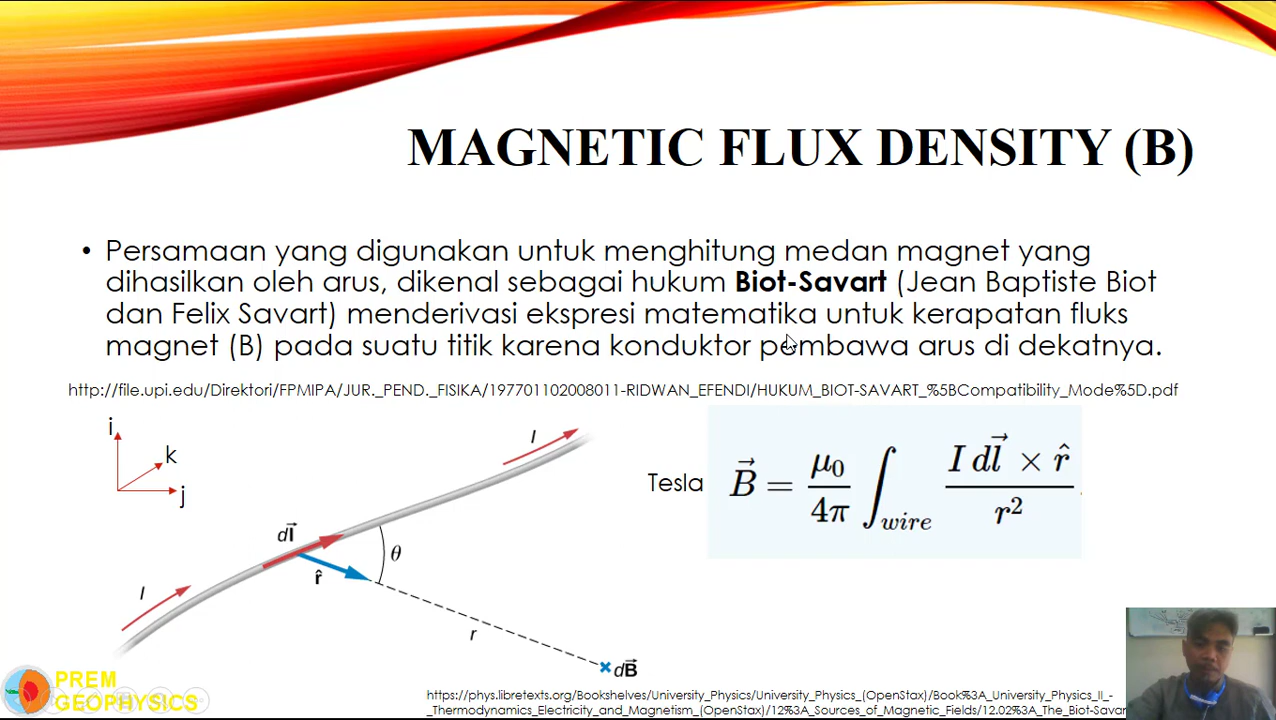 MAGNETIC FLUX DENSITY (B)
• Persamaan yang digunakan untuk menghitung medan magnet yang
dihasilkan oleh arus, dikenal sebagai hukum Biot-Savart (Jean Baptiste Biot
dan Felix Savart) menderivasi ekspresi matematika untuk kerapatan fluks
magnet (B) pada suatu titik karena konduktor pembawa arus di dekatnya.
http://file.upi.edu/Direktori/FPMIPA/JUR._PEND._FISIKA/197701102008011-RIDWAN_EFENDI/HUKUM_BIOT-SAVART_%5BCompatibility_Mode%5D.pdf
i
k
j
I
dl⃗
θ
r̂
I
r
dB⃗
Tesla
B⃗ = μ₀/4π ∫wire I dl⃗ × r̂ / r²
PREM
GEOPHYSICS
https://phys.libretexts.org/Bookshelves/University_Physics/University_Physics_(OpenStax)/Book%3A_University_Physics_II_-
_Thermodynamics_Electricity_and_Magnetism_(OpenStax)/12%3A_Sources_of_Magnetic_Fields/12.02%3A_The_Biot-Savar